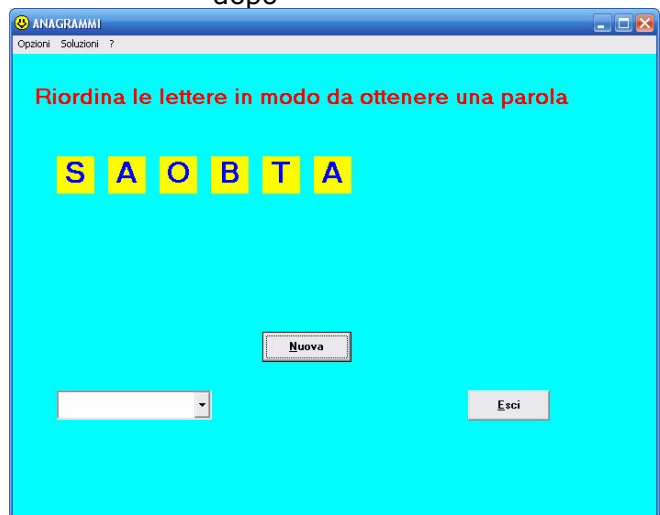 dopo
ANAGRAMMI
Opzioni Soluzioni ?
Riordina le lettere in modo da ottenere una parola
S A O B T A
Nuova
Esci